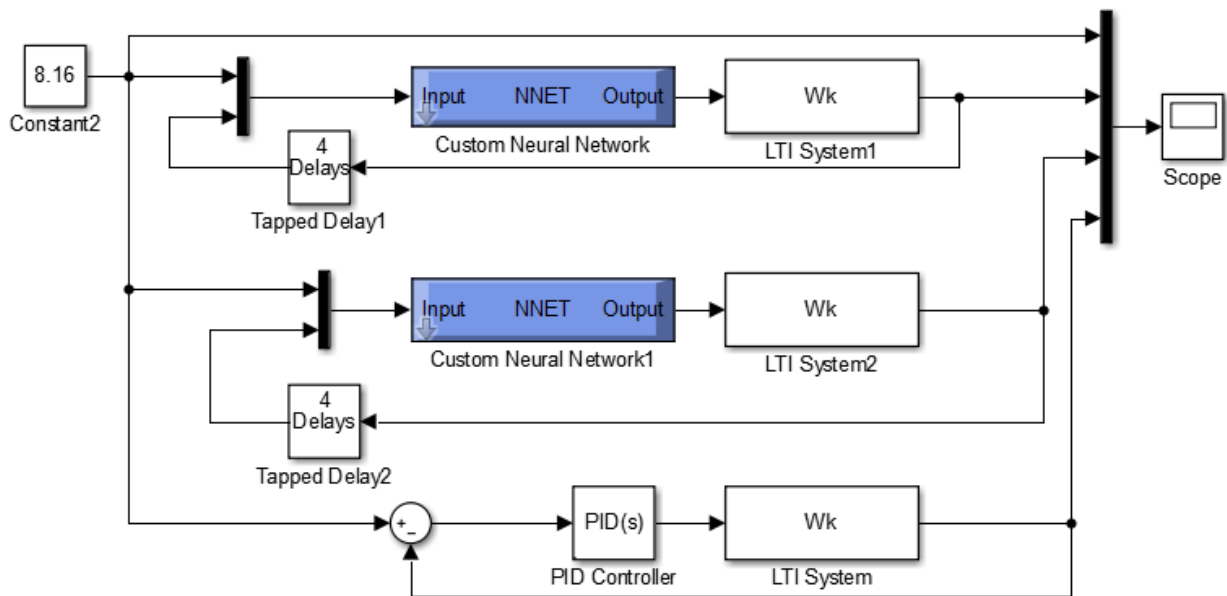 8.16
Constant2
Input NNET Output
Custom Neural Network
Wk
LTI System1
4
Delays
Tapped Delay1
Scope
Input NNET Output
Custom Neural Network1
Wk
LTI System2
4
Delays
Tapped Delay2
+
−
PID(s)
PID Controller
Wk
LTI System